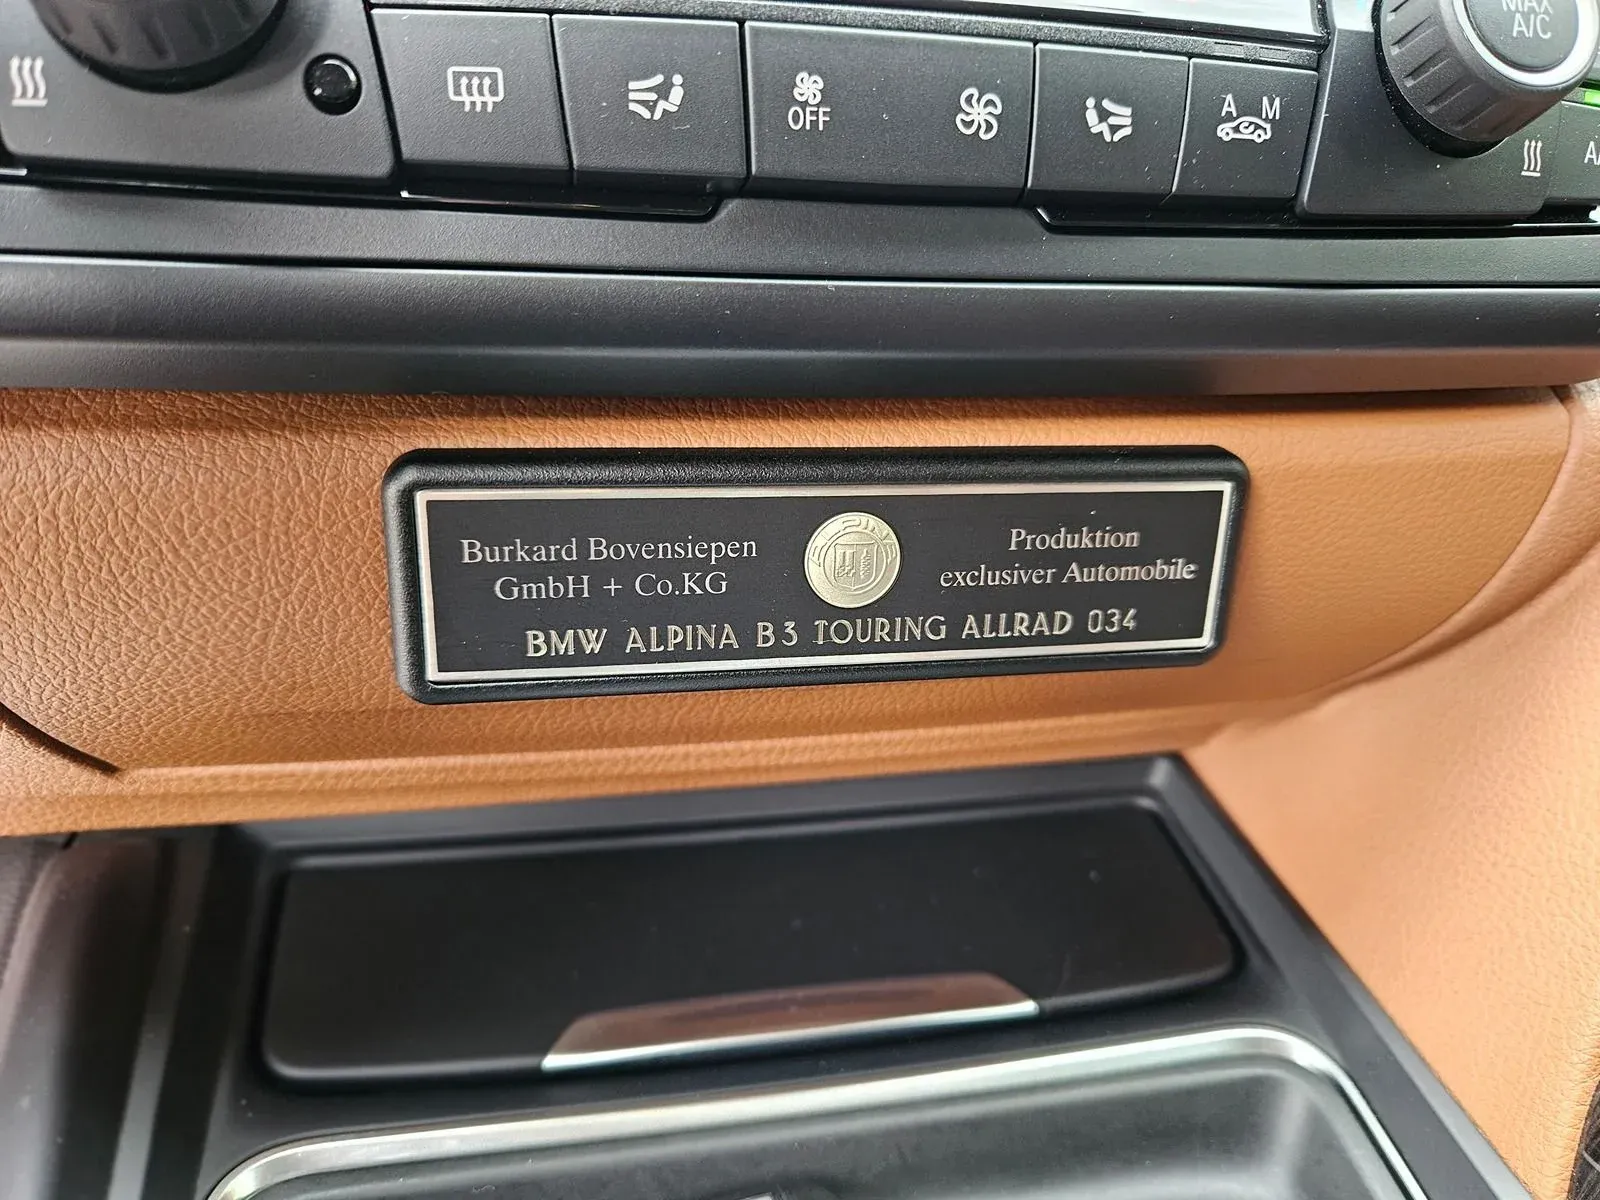 MAX
A/C
OFF
A M
Burkard Bovensiepen
GmbH + Co.KG
Produktion
exclusiver Automobile
BMW ALPINA B3 TOURING ALLRAD 034